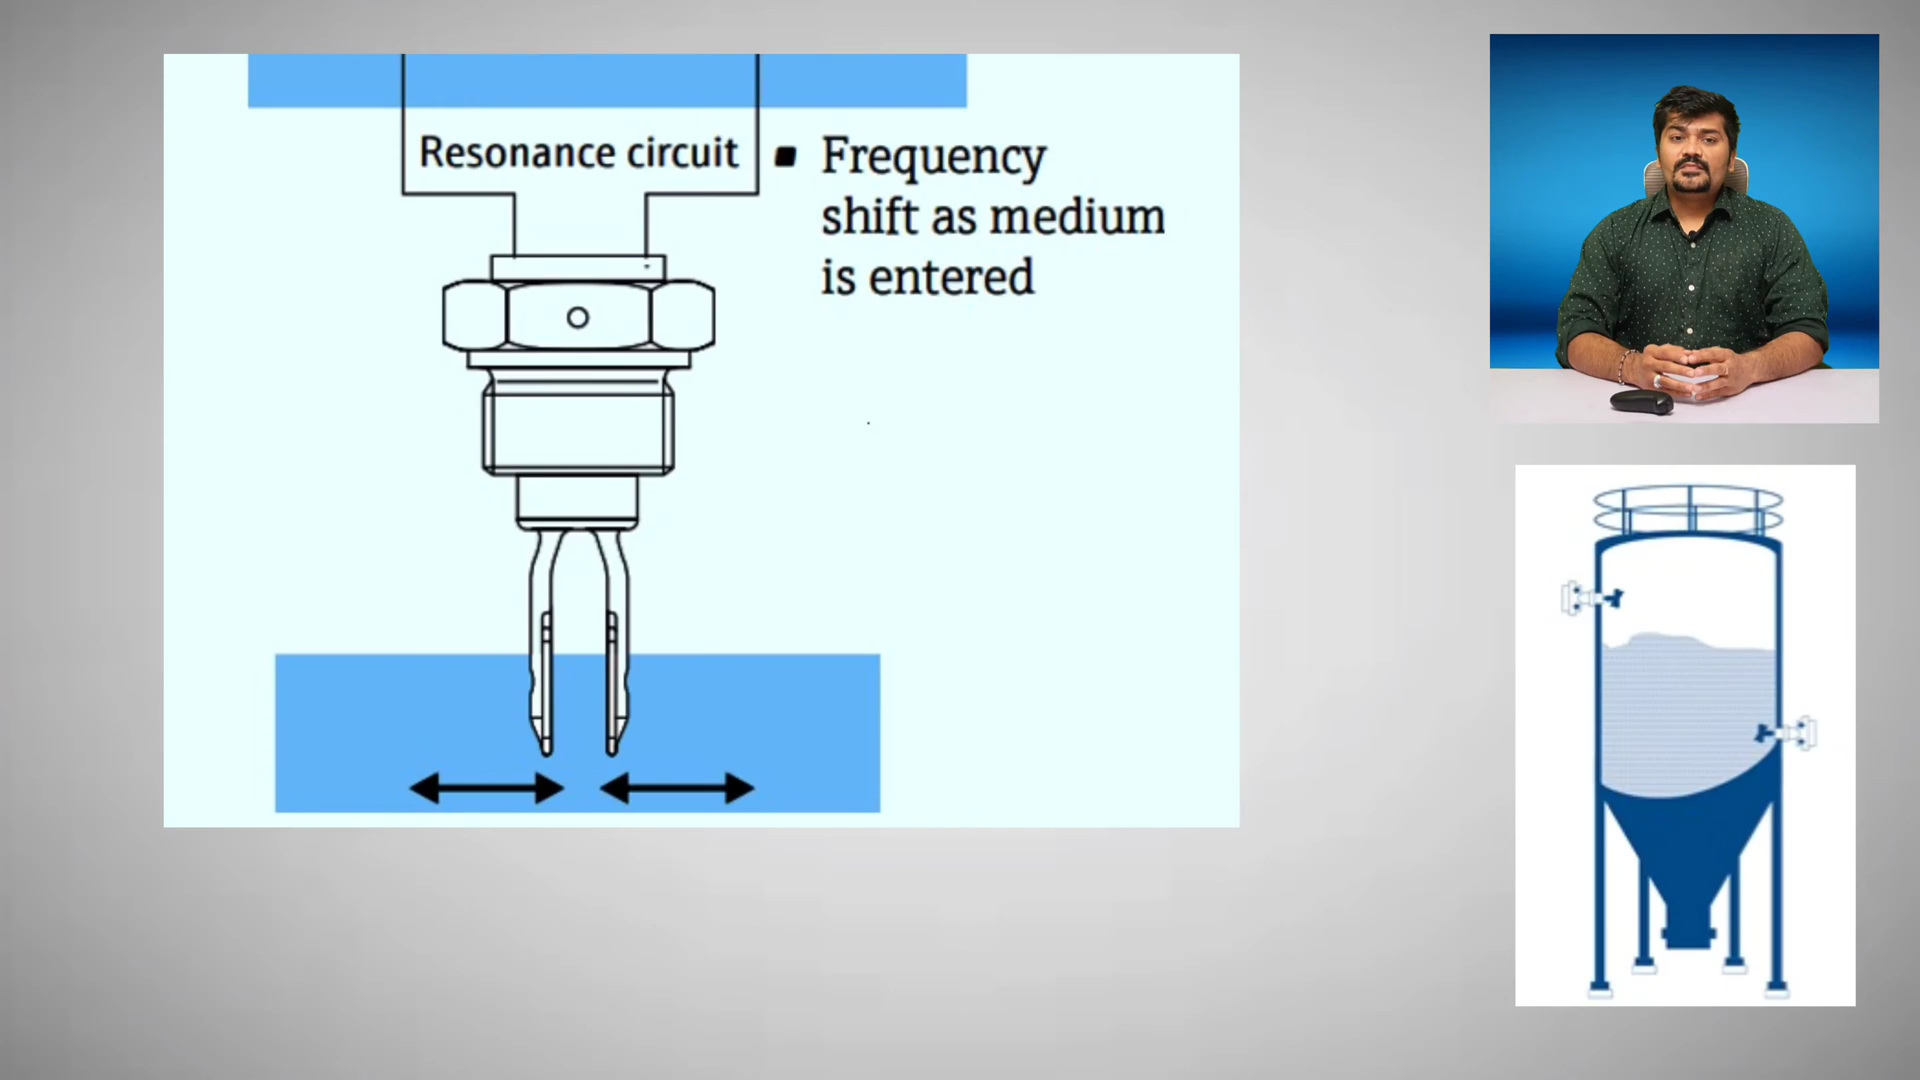 Resonance circuit
▪ Frequency
shift as medium
is entered